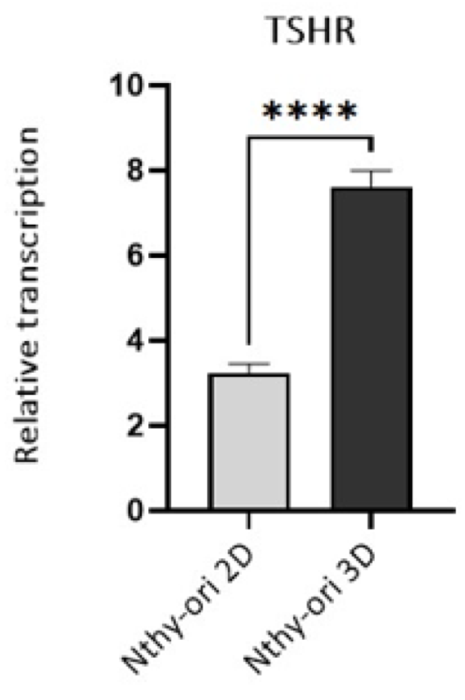 TSHR
Relative transcription
10
****
8
6
4
2
0
Nthy-ori 2D
Nthy-ori 3D